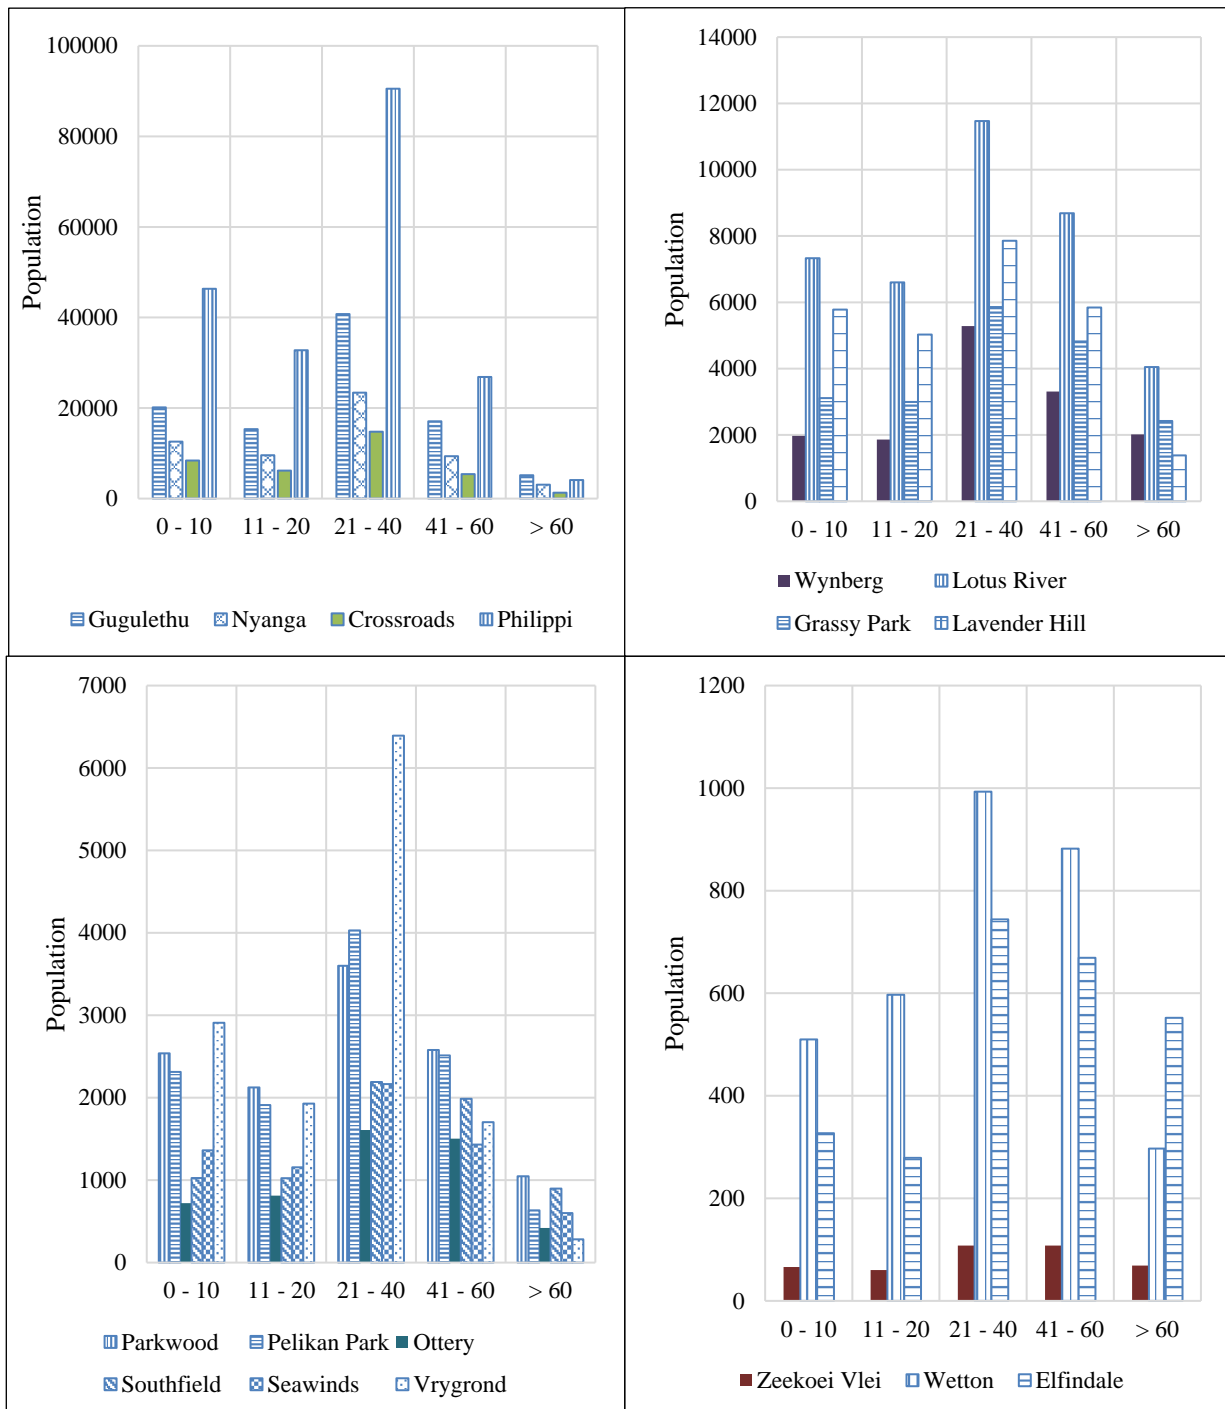 100000
80000
60000
40000
20000
0
Population
0 - 10 11 - 20 21 - 40 41 - 60 > 60
Gugulethu Nyanga Crossroads Philippi
14000
12000
10000
8000
6000
4000
2000
0
Population
0 - 10 11 - 20 21 - 40 41 - 60 > 60
Wynberg Lotus River
Grassy Park Lavender Hill
7000
6000
5000
4000
3000
2000
1000
0
Population
0 - 10 11 - 20 21 - 40 41 - 60 > 60
Parkwood Pelikan Park Ottery
Southfield Seawinds Vrygrond
1200
1000
800
600
400
200
0
Population
0 - 10 11 - 20 21 - 40 41 - 60 > 60
Zeekoei Vlei Wetton Elfindale